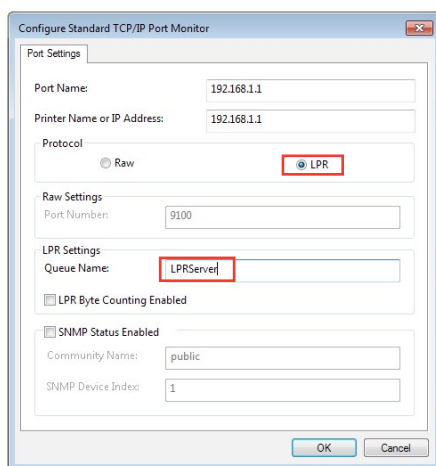 Configure Standard TCP/IP Port Monitor
Port Settings
Port Name: 192.168.1.1
Printer Name or IP Address: 192.168.1.1
Protocol
Raw LPR
Raw Settings
Port Number: 9100
LPR Settings
Queue Name: LPRServer
LPR Byte Counting Enabled
SNMP Status Enabled
Community Name: public
SNMP Device Index: 1
OK Cancel